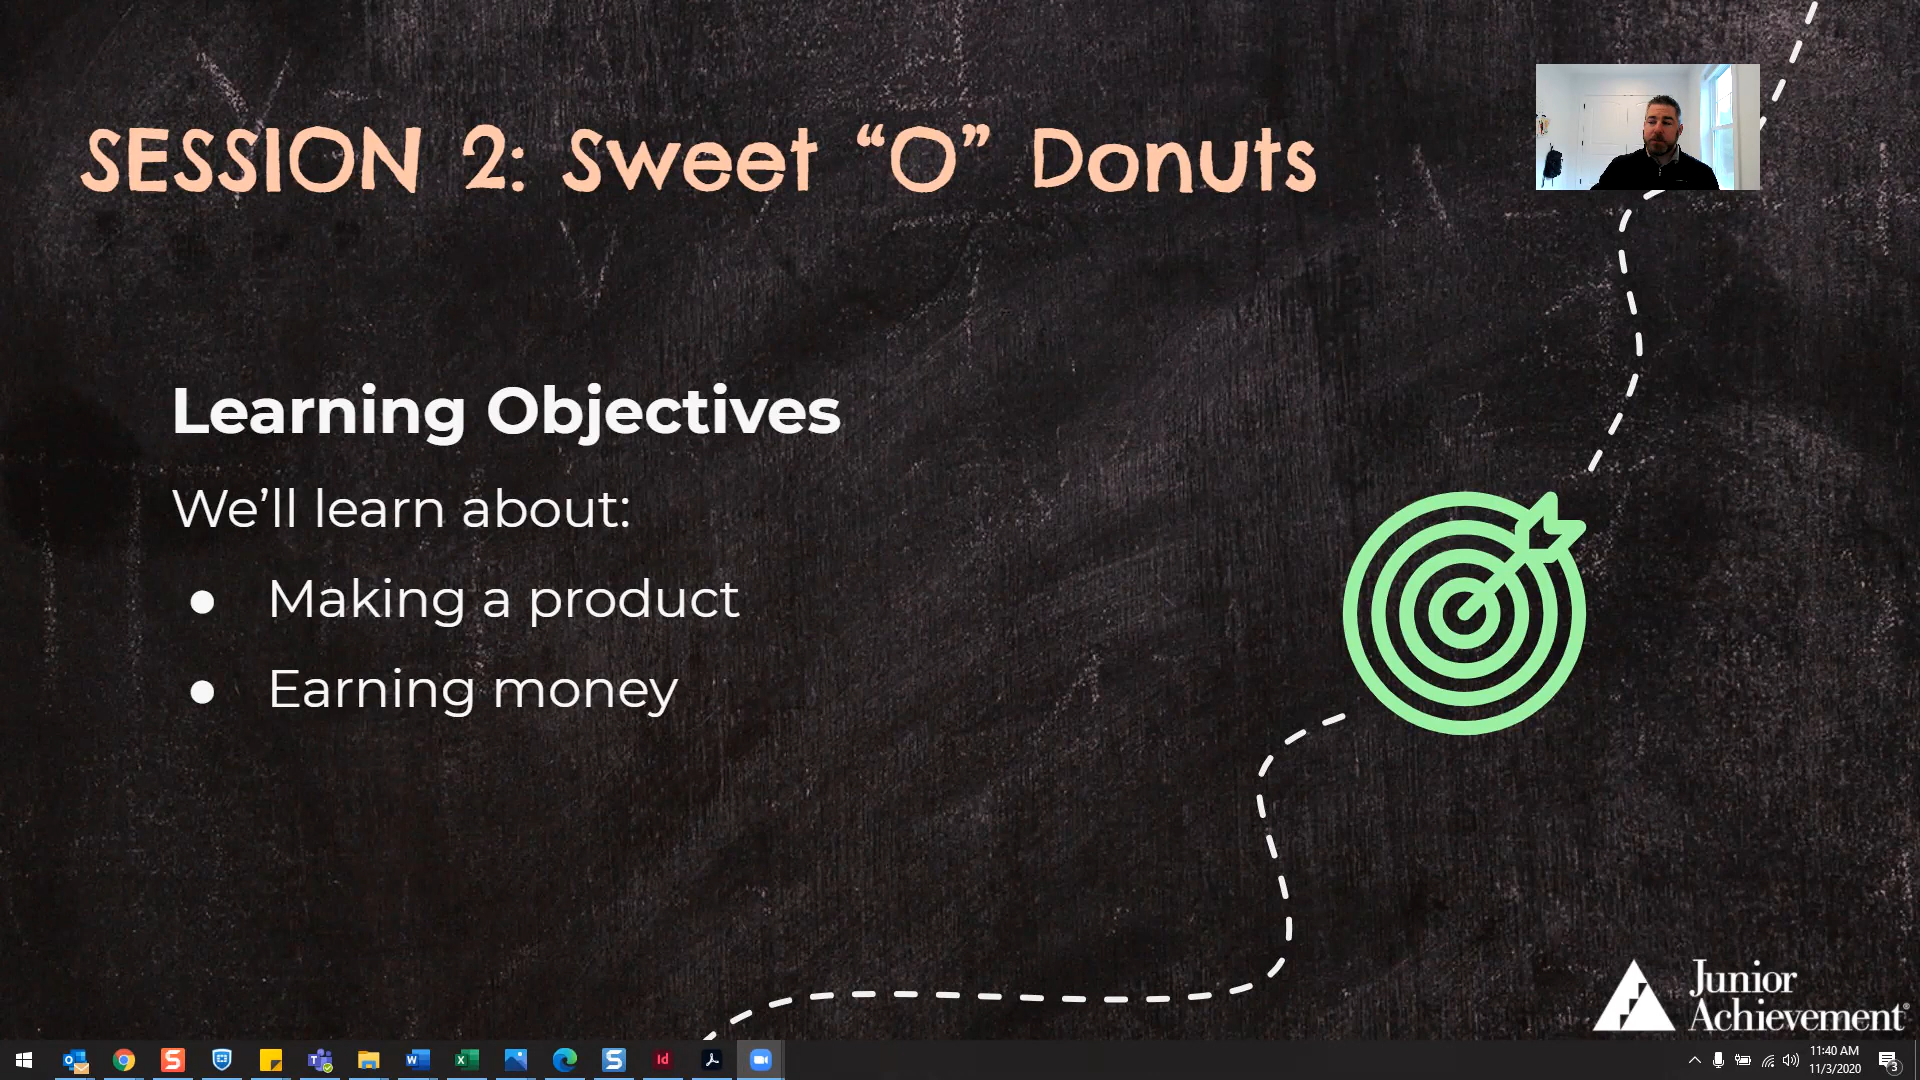 SESSION 2: Sweet “O” Donuts
Learning Objectives
We’ll learn about:
● Making a product
● Earning money
Junior
Achievement®
11:40 AM
11/3/2020
3